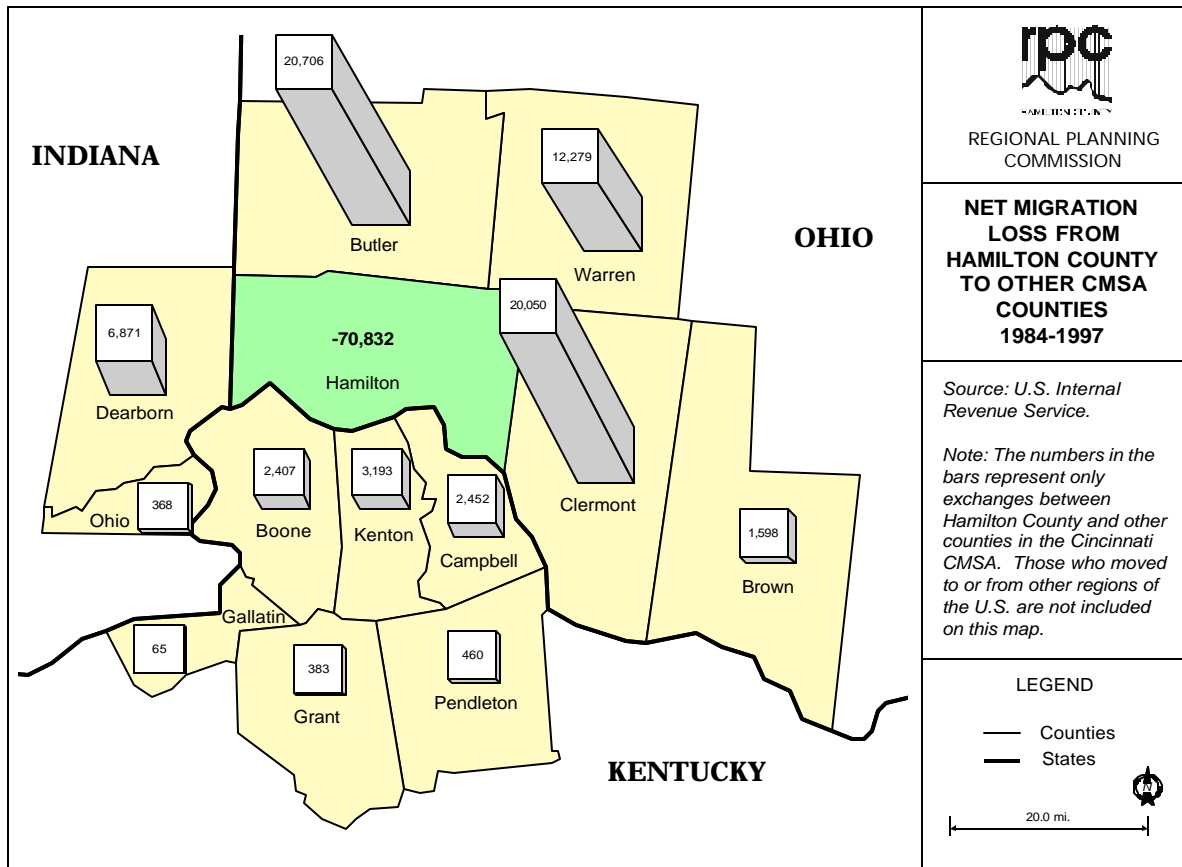 20,706
INDIANA
12,279
Butler
OHIO
Warren
20,050
6,871
-70,832
Hamilton
Dearborn
2,407
3,193
2,452
368
Ohio
Boone
Kenton
Campbell
Clermont
1,598
Brown
Gallatin
65
383
460
Grant
Pendleton
KENTUCKY
rpc
HAMILTON COUNTY
REGIONAL PLANNING
COMMISSION
NET MIGRATION
LOSS FROM
HAMILTON COUNTY
TO OTHER CMSA
COUNTIES
1984-1997
Source: U.S. Internal
Revenue Service.
Note: The numbers in the
bars represent only
exchanges between
Hamilton County and other
counties in the Cincinnati
CMSA. Those who moved
to or from other regions of
the U.S. are not included
on this map.
LEGEND
Counties
States
N
20.0 mi.